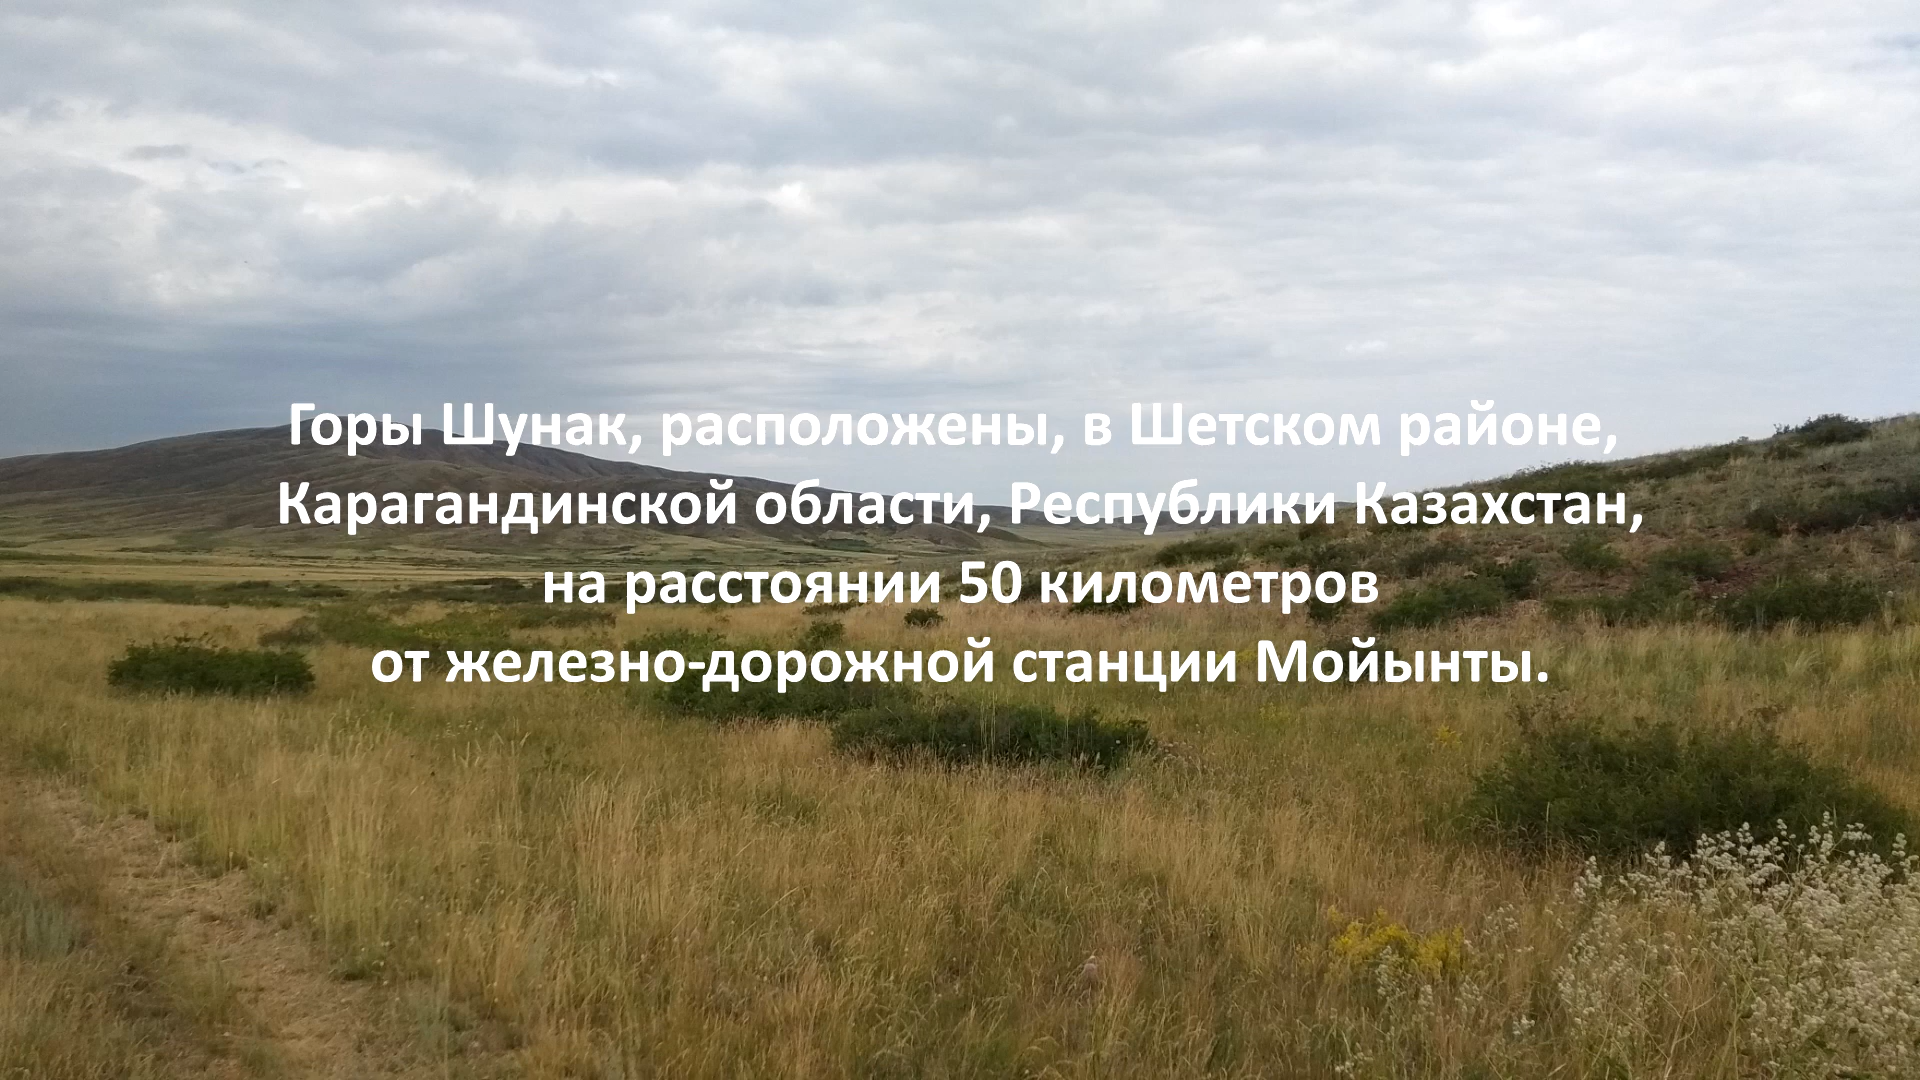 Горы Шунак, расположены, в Шетском районе,
Карагандинской области, Республики Казахстан,
на расстоянии 50 километров
от железно-дорожной станции Мойынты.